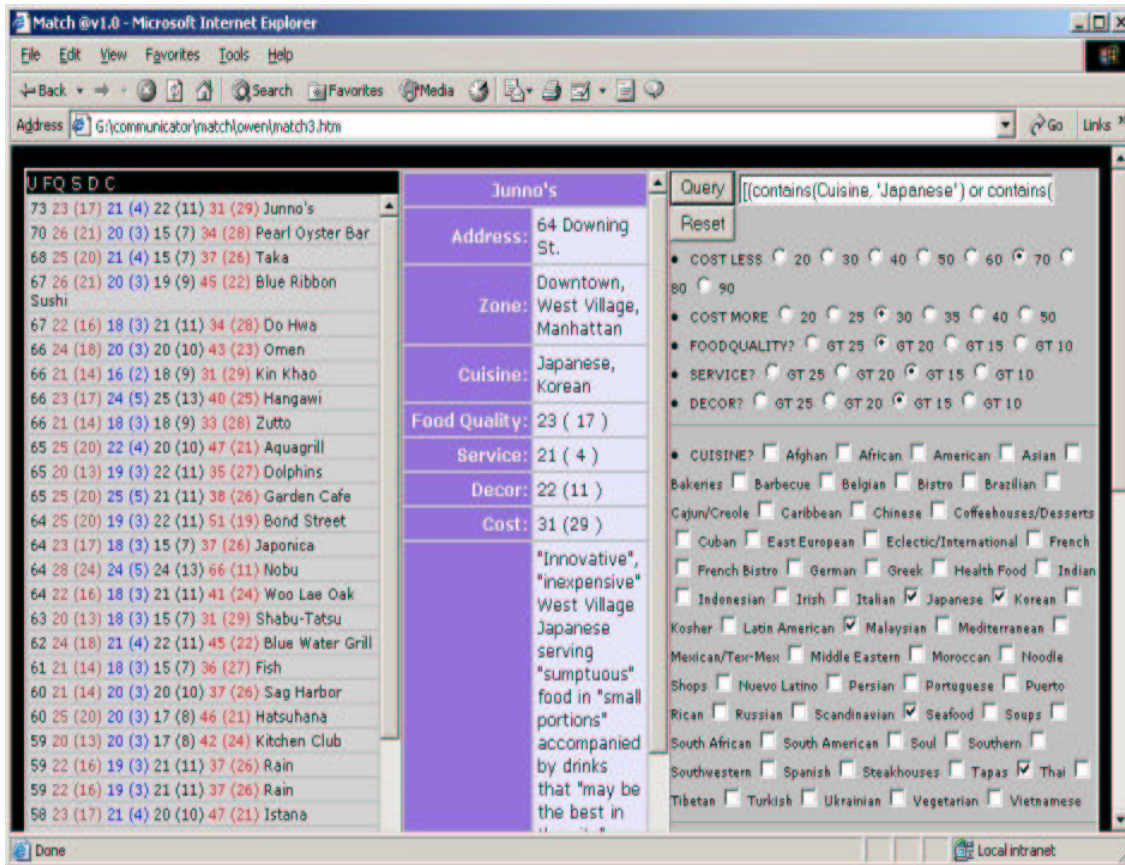 Match @v1.0 - Microsoft Internet Explorer
File Edit View Favorites Tools Help
Back Search Favorites Media
Address G:\communicator\match\owen\match3.htm Go Links »
U FQ S D C
73 23 (17) 21 (4) 22 (11) 31 (29) Junno's
70 26 (21) 20 (3) 15 (7) 34 (28) Pearl Oyster Bar
68 25 (20) 21 (4) 15 (7) 37 (26) Taka
67 26 (21) 20 (3) 19 (9) 45 (22) Blue Ribbon
Sushi
67 22 (16) 18 (3) 21 (11) 34 (28) Do Hwa
66 24 (18) 20 (3) 20 (10) 43 (23) Omen
66 21 (14) 16 (2) 18 (9) 31 (29) Kin Khao
66 23 (17) 24 (5) 25 (13) 40 (25) Hangawi
66 21 (14) 18 (3) 18 (9) 33 (28) Zutto
65 25 (20) 22 (4) 20 (10) 47 (21) Aquagrill
65 20 (13) 19 (3) 22 (11) 35 (27) Dolphins
65 25 (20) 25 (5) 21 (11) 38 (26) Garden Cafe
64 25 (20) 19 (3) 22 (11) 51 (19) Bond Street
64 23 (17) 18 (3) 15 (7) 37 (26) Japonica
64 28 (24) 24 (5) 24 (13) 66 (11) Nobu
64 22 (16) 18 (3) 21 (11) 41 (24) Woo Lae Oak
63 20 (13) 18 (3) 15 (7) 31 (29) Shabu-Tatsu
62 24 (18) 21 (4) 22 (11) 45 (22) Blue Water Grill
61 21 (14) 18 (3) 15 (7) 36 (27) Fish
60 21 (14) 20 (3) 20 (10) 37 (26) Sag Harbor
60 25 (20) 20 (3) 17 (8) 46 (21) Hatsuhana
59 20 (13) 20 (3) 17 (8) 42 (24) Kitchen Club
59 22 (16) 19 (3) 21 (11) 37 (26) Rain
59 22 (16) 19 (3) 21 (11) 37 (26) Rain
58 23 (17) 21 (4) 20 (10) 47 (21) Istana
Junno's
Address: 64 Downing
St.
Zone: Downtown,
West Village,
Manhattan
Cuisine: Japanese,
Korean
Food Quality: 23 ( 17 )
Service: 21 ( 4 )
Decor: 22 (11 )
Cost: 31 (29 )
"Innovative",
"inexpensive"
West Village
Japanese
serving
"sumptuous"
food in "small
portions"
accompanied
by drinks
that "may be
the best in
Query [(contains(Cuisine, 'Japanese') or contains(
Reset
• COST LESS 20 30 40 50 60 70
80 90
• COST MORE 20 25 30 35 40 50
• FOODQUALITY? GT 25 GT 20 GT 15 GT 10
• SERVICE? GT 25 GT 20 GT 15 GT 10
• DECOR? GT 25 GT 20 GT 15 GT 10
• CUISINE? Afghan African American Asian
Bakeries Barbecue Belgian Bistro Brazilian
Cajun/Creole Caribbean Chinese Coffeehouses/Desserts
Cuban East European Eclectic/International French
French Bistro German Greek Health Food Indian
Indonesian Irish Italian Japanese Korean
Kosher Latin American Malaysian Mediterranean
Mexican/Tex-Mex Middle Eastern Moroccan Noodle
Shops Nuevo Latino Persian Portuguese Puerto
Rican Russian Scandinavian Seafood Soups
South African South American Soul Southern
Southwestern Spanish Steakhouses Tapas Thai
Tibetan Turkish Ukrainian Vegetarian Vietnamese
Done Local intranet